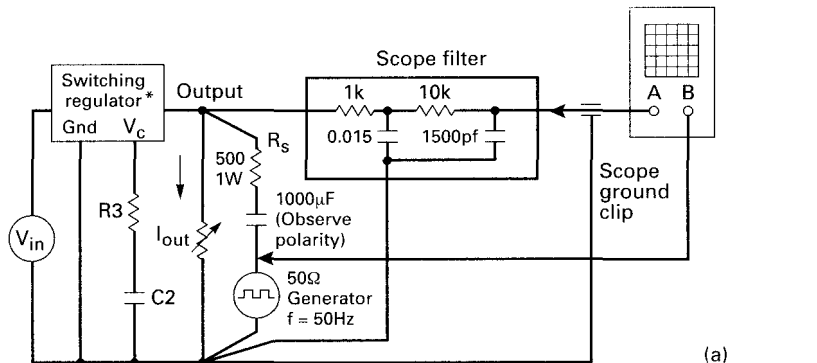 Scope filter
Switching
regulator*
Output
1k
10k
A B
Gnd
Vc
0.015
1500pf
Rs
500
1W
Scope
ground
clip
R3
1000µF
(Observe
polarity)
Iout
Vin
50Ω
Generator
f = 50Hz
C2
(a)